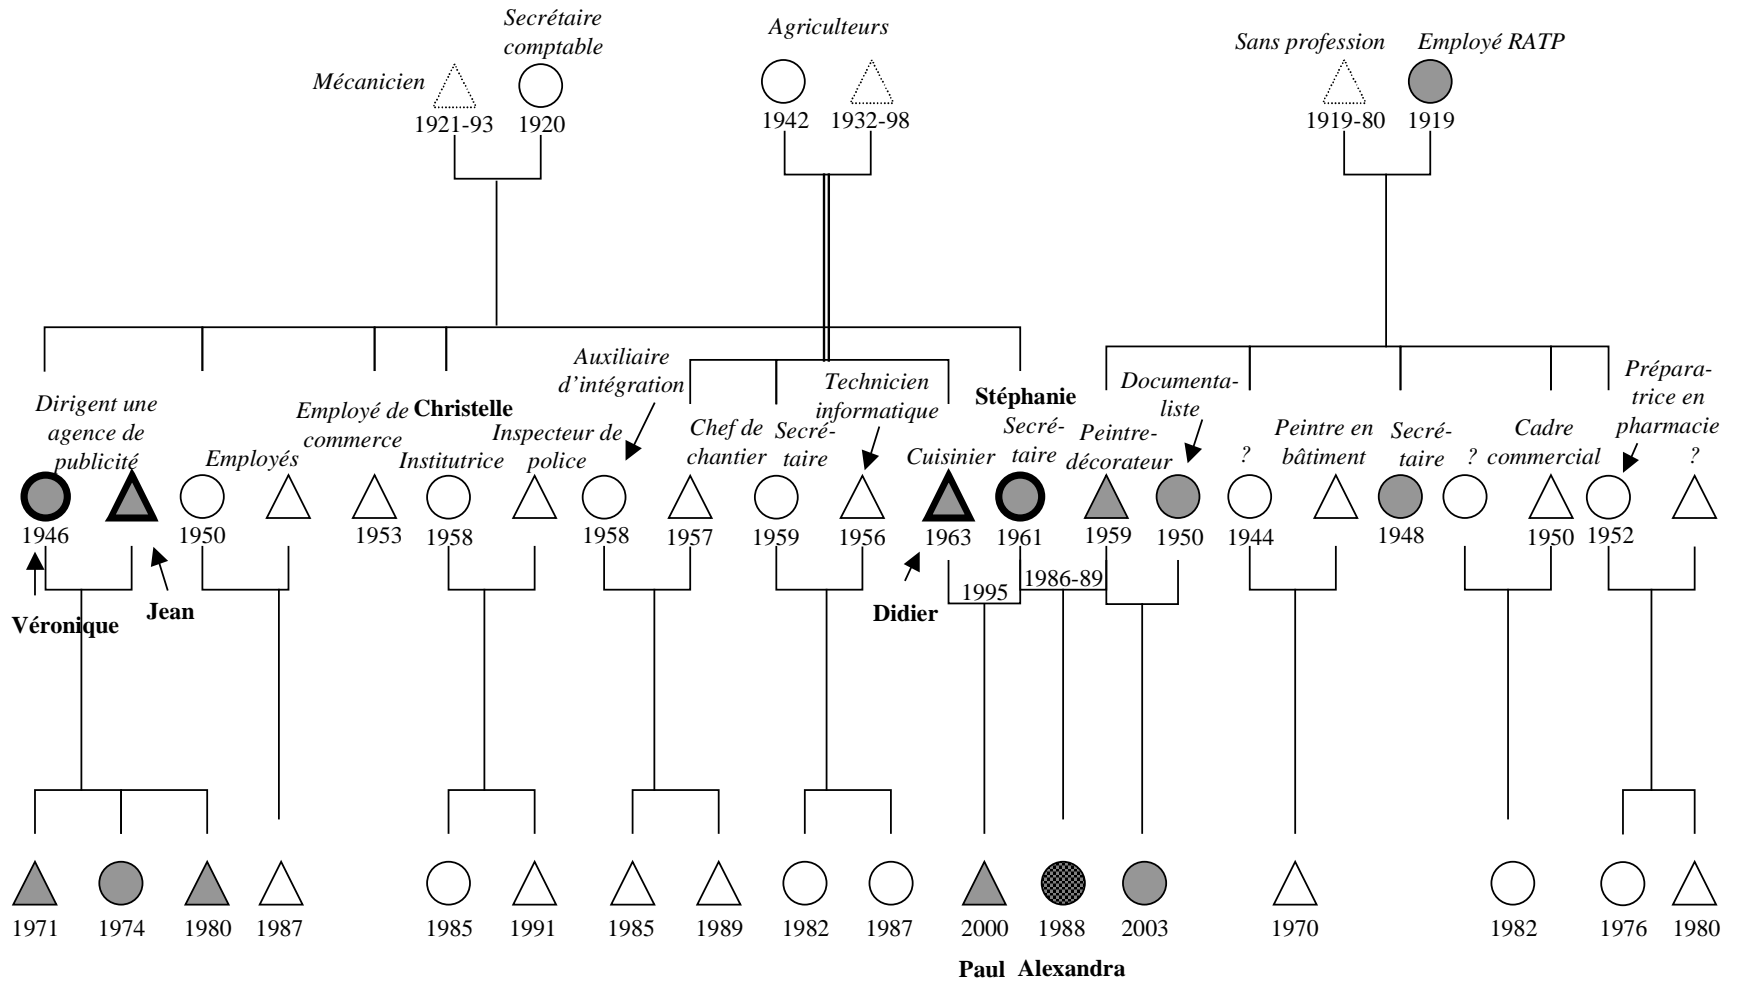 Secrétaire
comptable
Agriculteurs
Sans profession
Employé RATP
Mécanicien
1921-93
1920
1942
1932-98
1919-80
1919
Dirigent une
agence de
publicité
Employés
Employé de
commerce
Christelle
Institutrice
Inspecteur de
police
Auxiliaire
d’intégration
Chef de
chantier
Secré-
taire
Technicien
informatique
Cuisinier
Stéphanie
Secré-
taire
Peintre-
décorateur
Documenta-
liste
?
Peintre en
bâtiment
Secré-
taire
?
Cadre
commercial
Prépara-
trice en
pharmacie
?
1946
1950
1953
1958
1958
1957
1959
1956
1963
1961
1959
1950
1944
1948
1950
1952
1995
1986-89
Véronique
Jean
Didier
1971
1974
1980
1987
1985
1991
1985
1989
1982
1987
2000
1988
2003
1970
1982
1976
1980
Paul
Alexandra